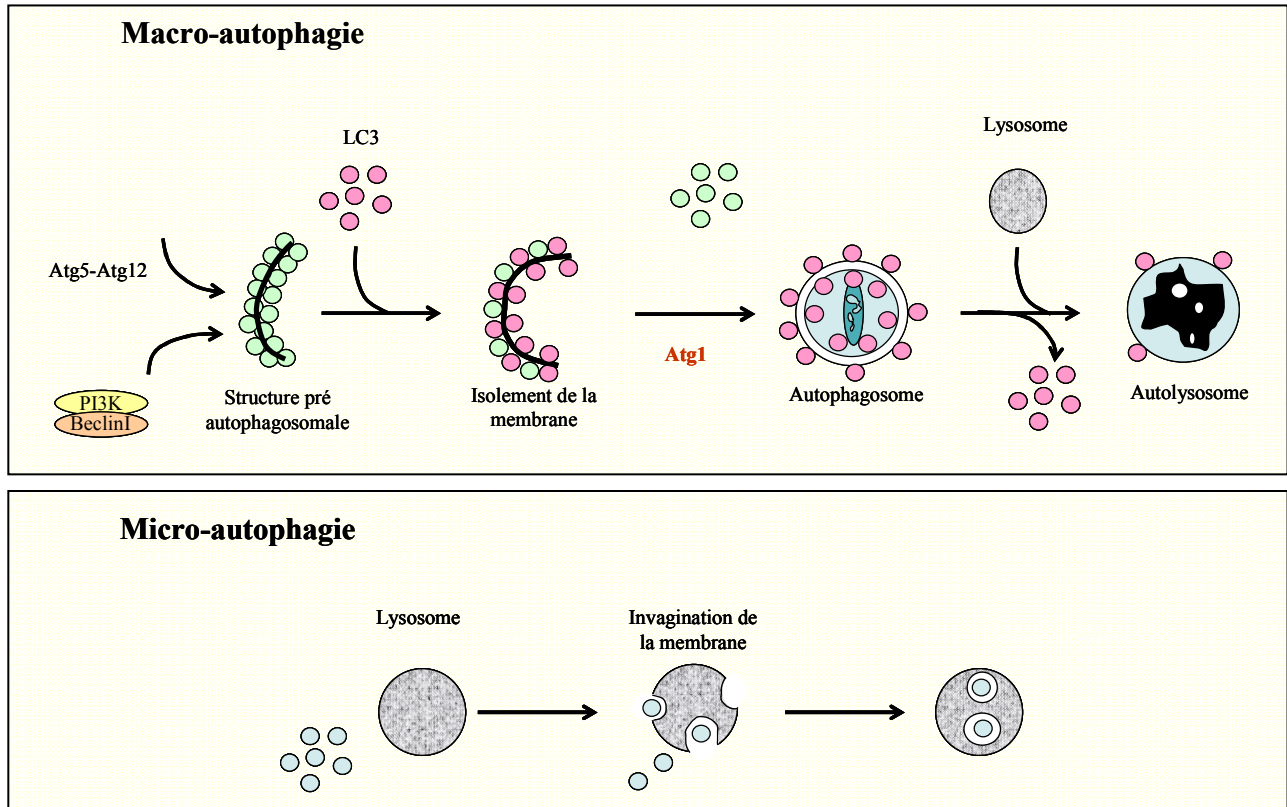 Macro-autophagie
LC3
Lysosome
Atg5-Atg12
Atg1
PI3K
BeclinI
Structure pré
autophagosomale
Isolement de la
membrane
Autophagosome
Autolysosome
Micro-autophagie
Lysosome
Invagination de
la membrane